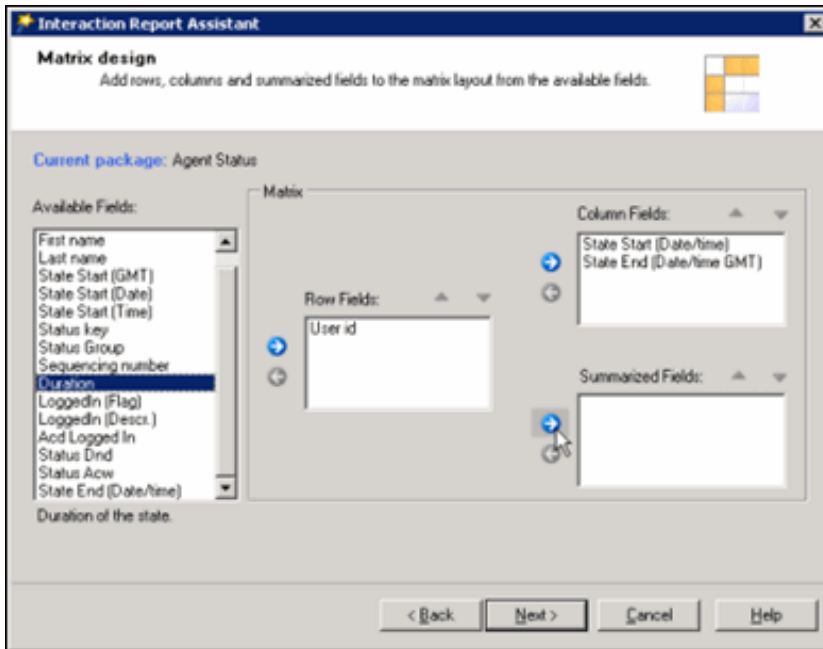 Interaction Report Assistant
Matrix design
Add rows, columns and summarized fields to the matrix layout from the available fields.
Current package: Agent Status
Available Fields:
First name
Last name
State Start (GMT)
State Start (Date)
State Start (Time)
Status key
Status Group
Sequencing number
Duration
LoggedIn (Flag)
LoggedIn (Descr.)
Acd Logged In
Status Dnd
Status Acw
State End (Date/time)
Duration of the state.
Matrix
Row Fields:
User id
Column Fields:
State Start (Date/time)
State End (Date/time GMT)
Summarized Fields:
< Back
Next >
Cancel
Help